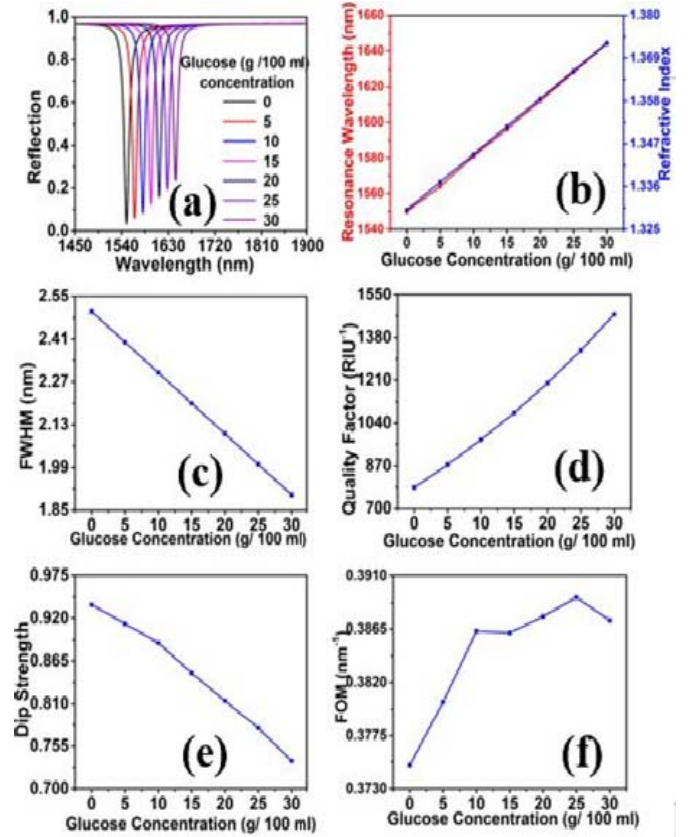 1.0
0.8
0.6
0.4
0.2
0.0
Reflection
Glucose (g /100 ml)
concentration
0
5
10
15
20
25
30
(a)
1450 1540 1630 1720 1810 1900
Wavelength (nm)
1660
1640
1620
1600
1580
1560
1540
Resonance Wavelength (nm)
1.380
1.369
1.358
1.347
1.336
1.325
Refractive Index
(b)
0 5 10 15 20 25 30
Glucose Concentration (g/ 100 ml)
2.55
2.41
2.27
2.13
1.99
1.85
FWHM (nm)
(c)
0 5 10 15 20 25 30
Glucose Concentration (g/ 100 ml)
1550
1380
1210
1040
870
700
Quality Factor (RIU⁻¹)
(d)
0 5 10 15 20 25 30
Glucose Concentration (g/ 100 ml)
0.975
0.920
0.865
0.810
0.755
0.700
Dip Strength
(e)
0 5 10 15 20 25 30
Glucose Concentration (g/ 100 ml)
0.3910
0.3865
0.3820
0.3775
0.3730
FOM (nm⁻¹)
(f)
0 5 10 15 20 25 30
Glucose Concentration (g/ 100 ml)